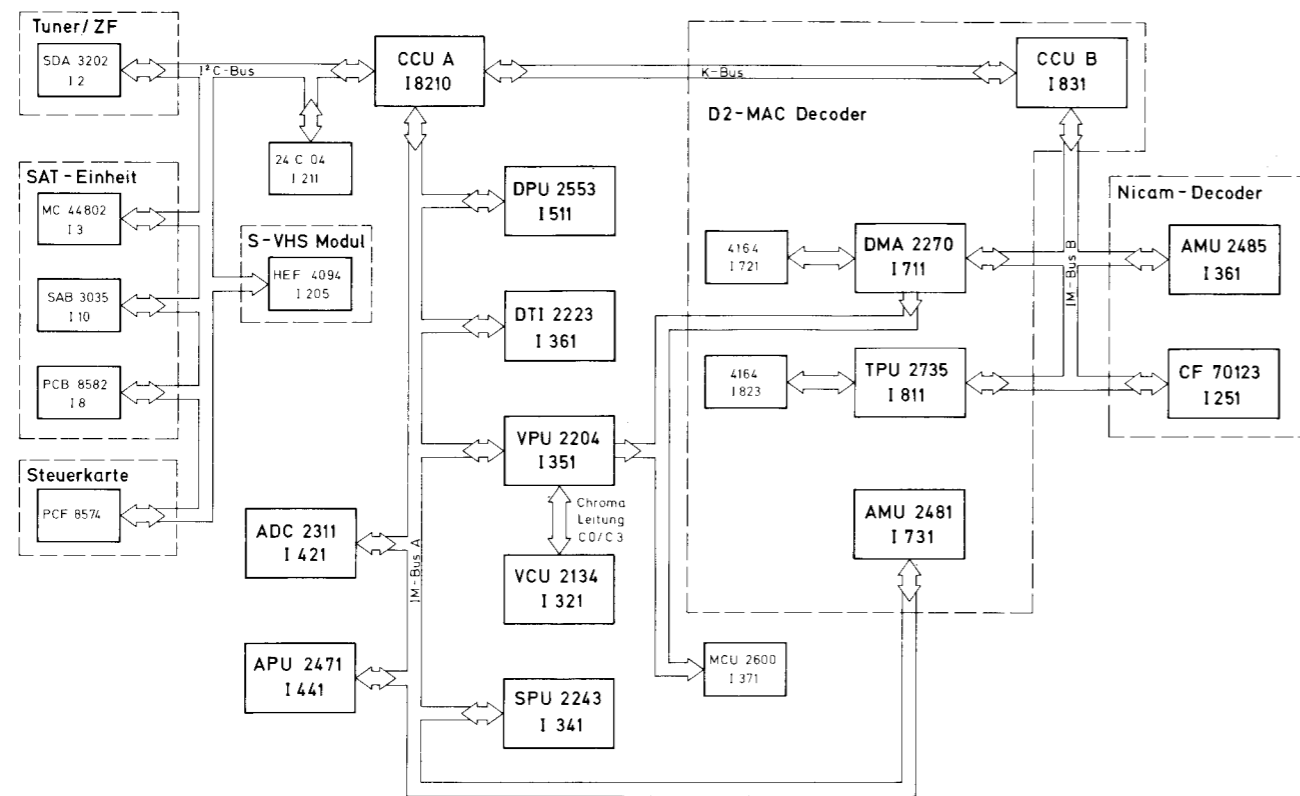 Tuner/ZF
SDA 3202
I 2
I²C-Bus
CCU A
I 8210
K-Bus
CCU B
I 831
D2-MAC Decoder
24 C 04
I 211
SAT-Einheit
MC 44802
I 3
SAB 3035
I 10
PCB 8582
I 8
S-VHS Modul
HEF 4094
I 205
Steuerkarte
PCF 8574
DPU 2553
I 511
DTI 2223
I 361
VPU 2204
I 351
Chroma
Leitung
C0/C3
VCU 2134
I 321
ADC 2311
I 421
IM-Bus A
APU 2471
I 441
SPU 2243
I 341
MCU 2600
I 371
4164
I 721
DMA 2270
I 711
4164
I 823
TPU 2735
I 811
AMU 2481
I 731
IM-Bus B
Nicam-Decoder
AMU 2485
I 361
CF 70123
I 251